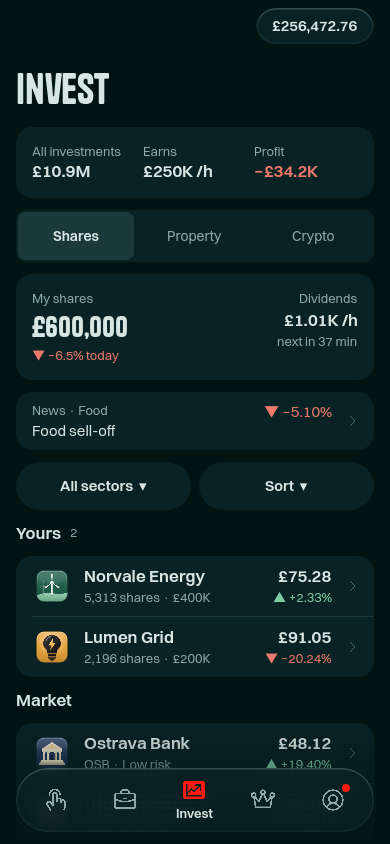 £256,472.76
INVEST
All investments Earns Profit
£10.9M £250K /h −£34.2K
Shares Property Crypto
My shares Dividends
£600,000 £1.01K /h
▼ −6.5% today next in 37 min
News · Food ▼ −5.10%
Food sell-off
All sectors ▾ Sort ▾
Yours 2
Norvale Energy £75.28
5,313 shares · £400K ▲ +2.33%
Lumen Grid £91.05
2,196 shares · £200K ▼ −20.24%
Market
Ostrava Bank £48.12
OSB · Low risk ▲ +19.40%
Invest